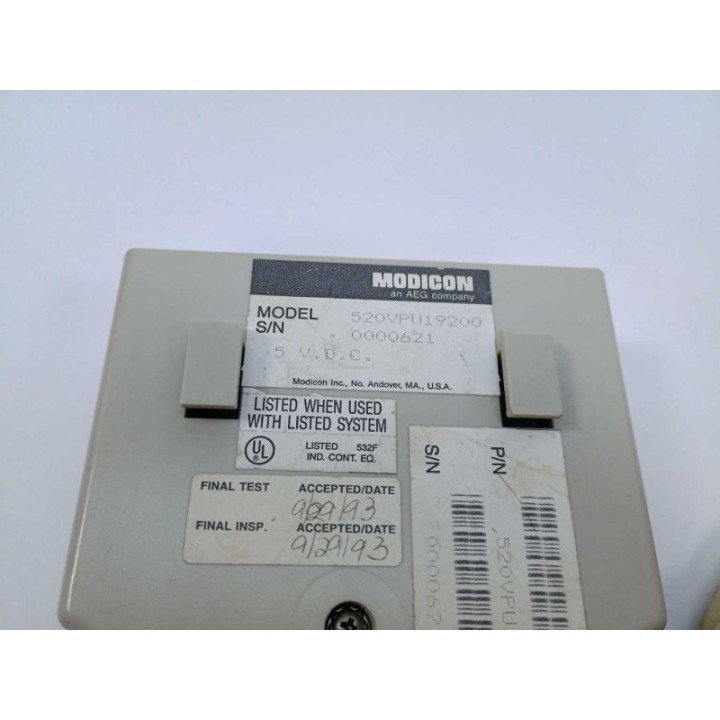 MODICON
an AEG company
MODEL 520VPU19200
S/N 0000621
5 V.D.C.
Modicon Inc., No. Andover, MA., U.S.A.
LISTED WHEN USED
WITH LISTED SYSTEM
UL LISTED 532F
IND. CONT. EQ.
FINAL TEST ACCEPTED/DATE
9/29/93
FINAL INSP. ACCEPTED/DATE
9/29/93
P/N 520VPU
S/N 000062